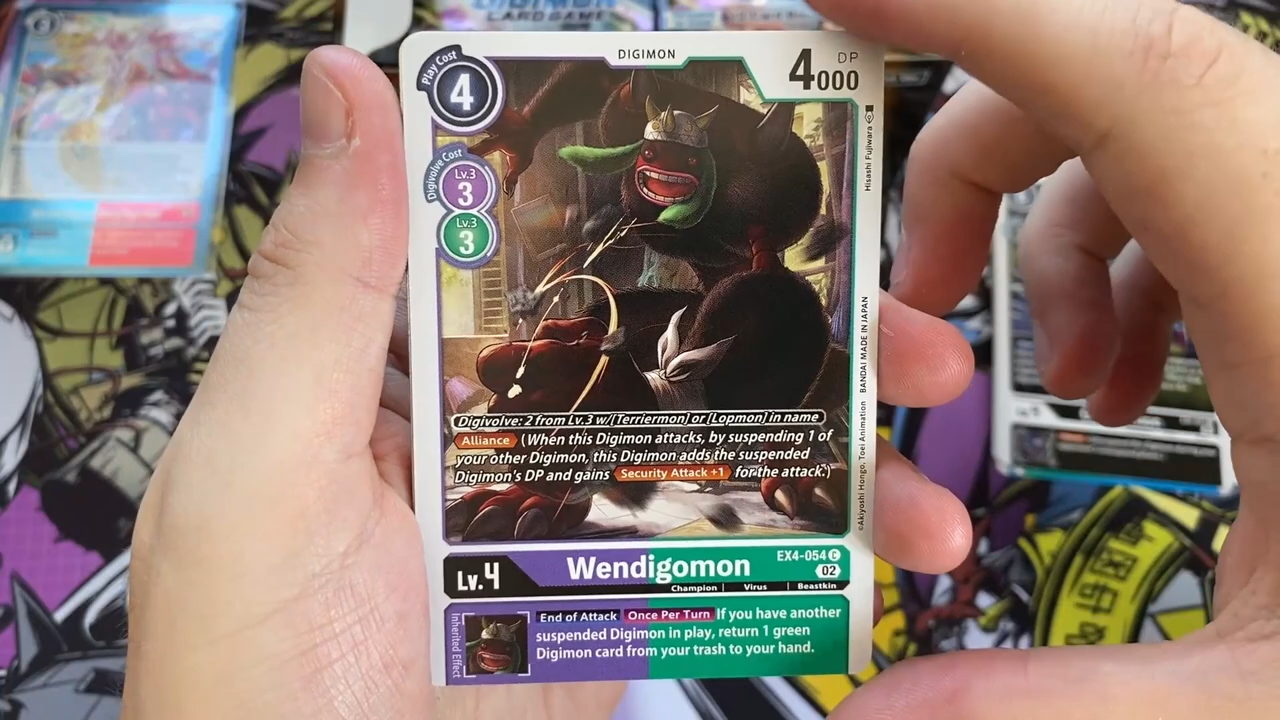 DIGIMON
CARD GAME
DIGIMON
Play Cost
4
DP
4000
Digivolve Cost
Lv.3
3
Lv.3
3
Hisashi Fujiwara
©Akiyoshi Hongo, Toei Animation BANDAI MADE IN JAPAN
Digivolve: 2 from Lv.3 w/[Terriermon] or [Lopmon] in name
Alliance (When this Digimon attacks, by suspending 1 of
your other Digimon, this Digimon adds the suspended
Digimon's DP and gains Security Attack +1 for the attack.)
Lv.4
Wendigomon
EX4-054 C
02
Champion | Virus | Beastkin
Inherited Effect
End of Attack Once Per Turn If you have another
suspended Digimon in play, return 1 green
Digimon card from your trash to your hand.